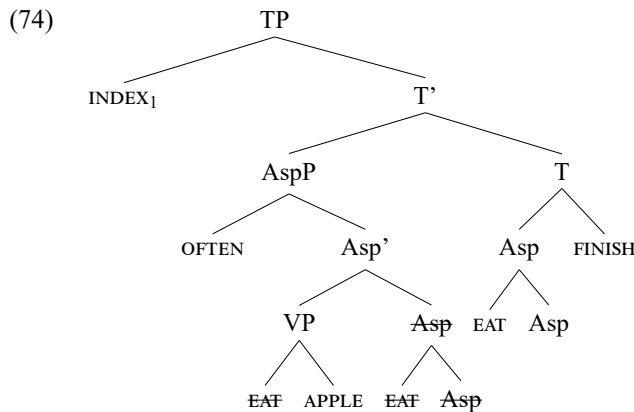 (74) TP
INDEX1 T’
AspP T
OFTEN Asp’ Asp FINISH
VP Asp EAT Asp
EAT APPLE EAT Asp